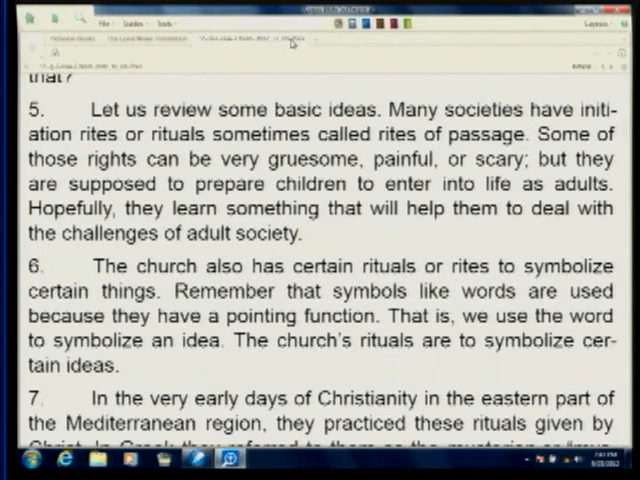 File
Guides
Tools
Layouts
that?
5. Let us review some basic ideas. Many societies have initi-
ation rites or rituals sometimes called rites of passage. Some of
those rights can be very gruesome, painful, or scary; but they
are supposed to prepare children to enter into life as adults.
Hopefully, they learn something that will help them to deal with
the challenges of adult society.
6. The church also has certain rituals or rites to symbolize
certain things. Remember that symbols like words are used
because they have a pointing function. That is, we use the word
to symbolize an idea. The church's rituals are to symbolize cer-
tain ideas.
7. In the very early days of Christianity in the eastern part of
the Mediterranean region, they practiced these rituals given by